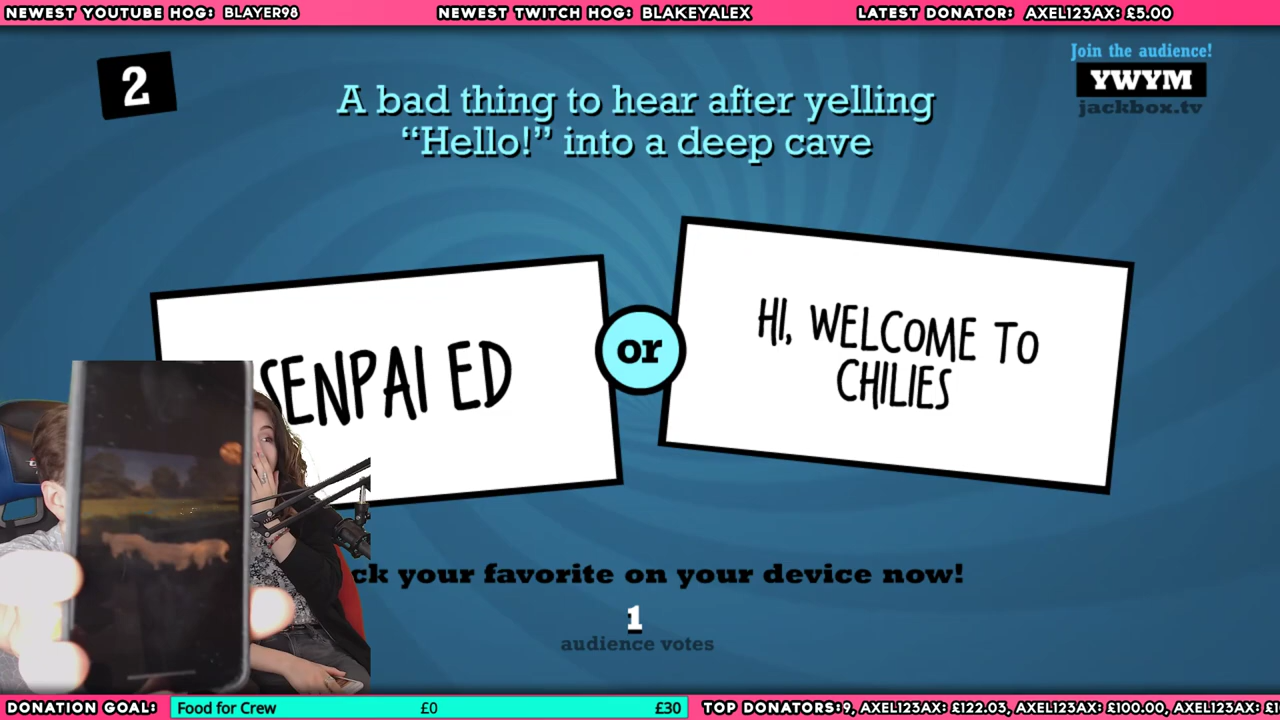 NEWEST YOUTUBE HOG: BLAYER98
NEWEST TWITCH HOG: BLAKEYALEX
LATEST DONATOR: AXEL123AX: £5.00
2
Join the audience!
YWYM
jackbox.tv
A bad thing to hear after yelling
“Hello!” into a deep cave
SENPAI ED
or
HI, WELCOME TO
CHILIES
ck your favorite on your device now!
1
audience votes
DONATION GOAL:
Food for Crew £0 £30
TOP DONATORS:9, AXEL123AX: £122.03, AXEL123AX: £100.00, AXEL123AX: £1